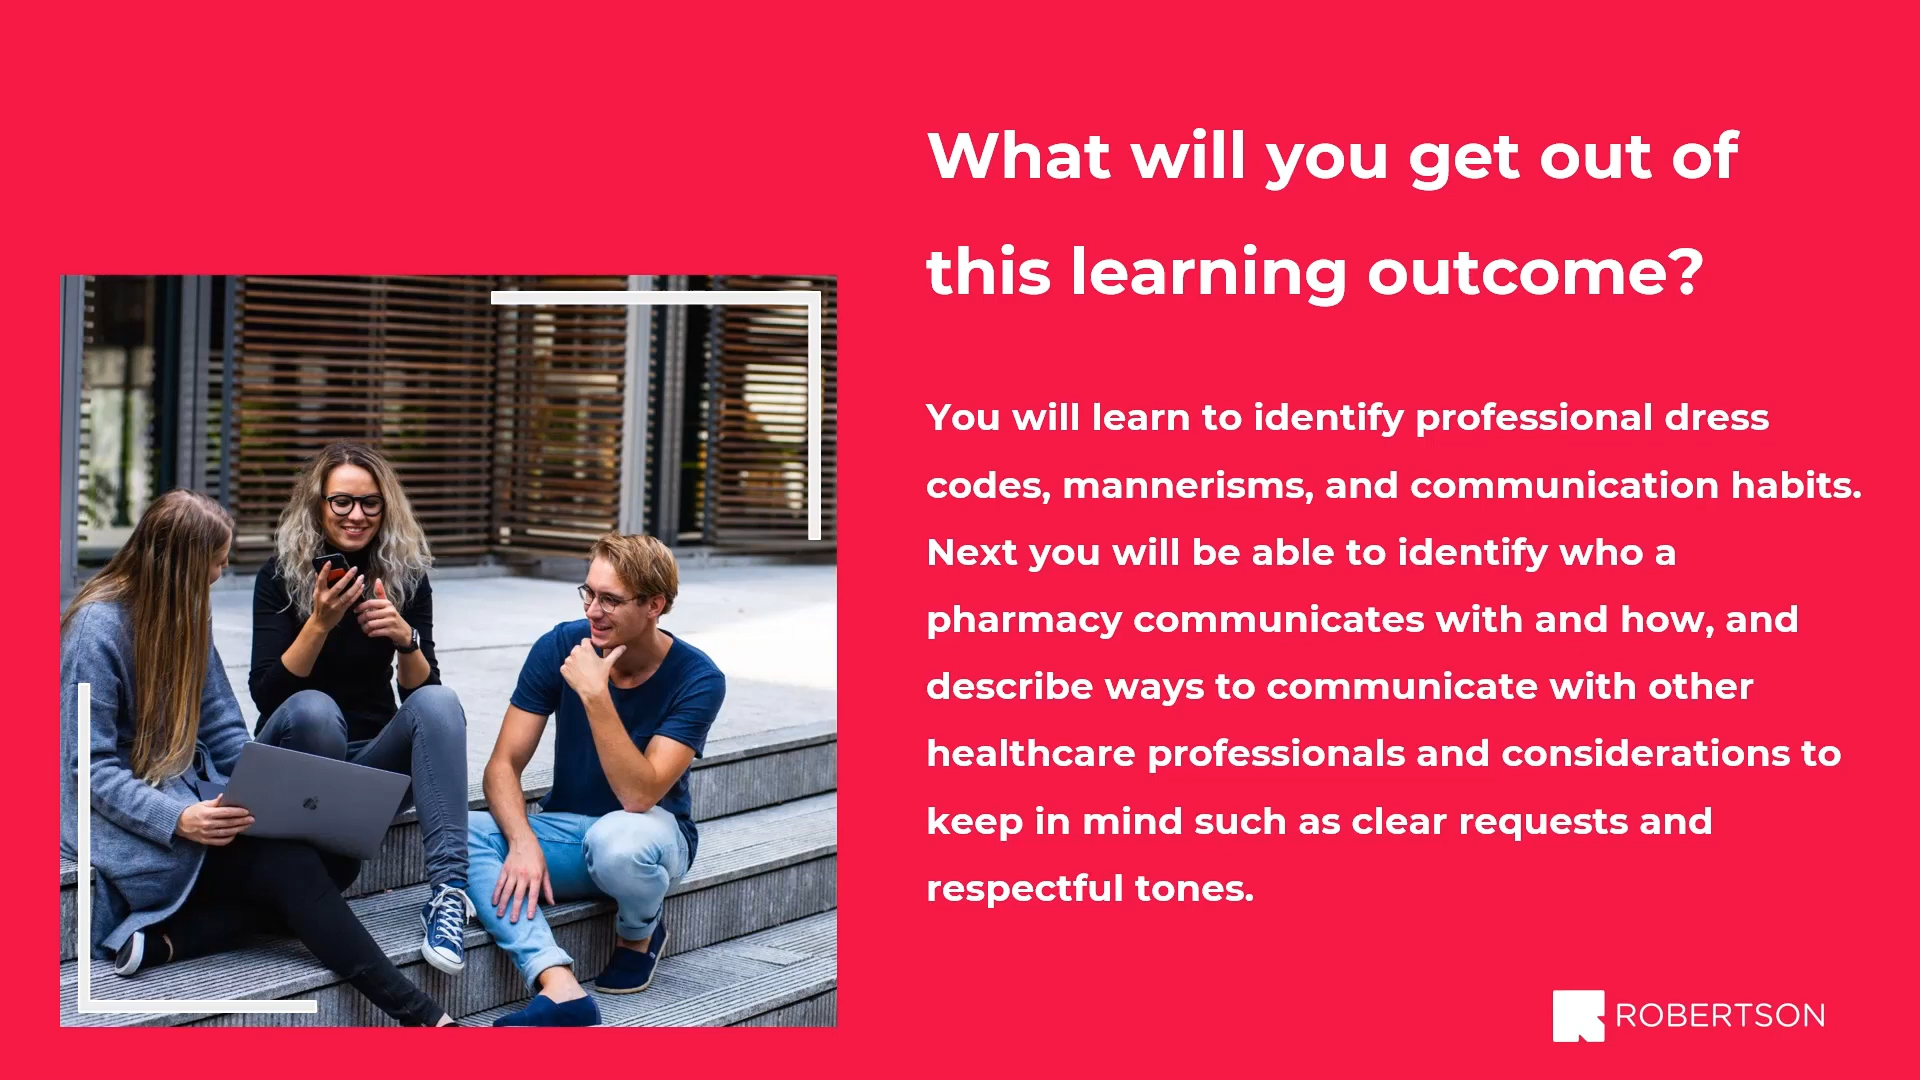 What will you get out of
this learning outcome?
You will learn to identify professional dress
codes, mannerisms, and communication habits.
Next you will be able to identify who a
pharmacy communicates with and how, and
describe ways to communicate with other
healthcare professionals and considerations to
keep in mind such as clear requests and
respectful tones.
ROBERTSON